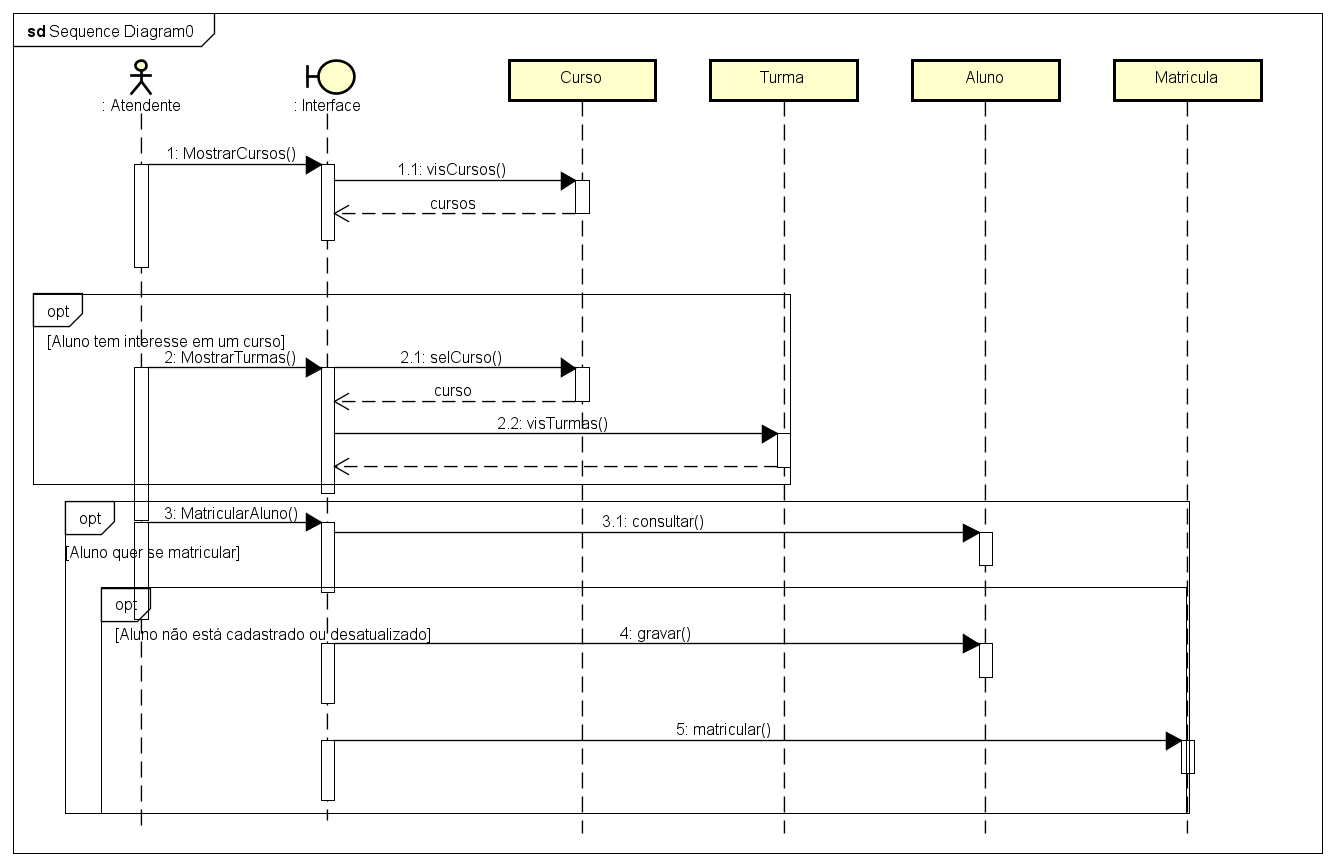 sd Sequence Diagram0
: Atendente
: Interface
Curso
Turma
Aluno
Matricula
1: MostrarCursos()
1.1: visCursos()
cursos
opt
[Aluno tem interesse em um curso]
2: MostrarTurmas()
2.1: selCurso()
curso
2.2: visTurmas()
opt
3: MatricularAluno()
3.1: consultar()
[Aluno quer se matricular]
opt
[Aluno não está cadastrado ou desatualizado]
4: gravar()
5: matricular()